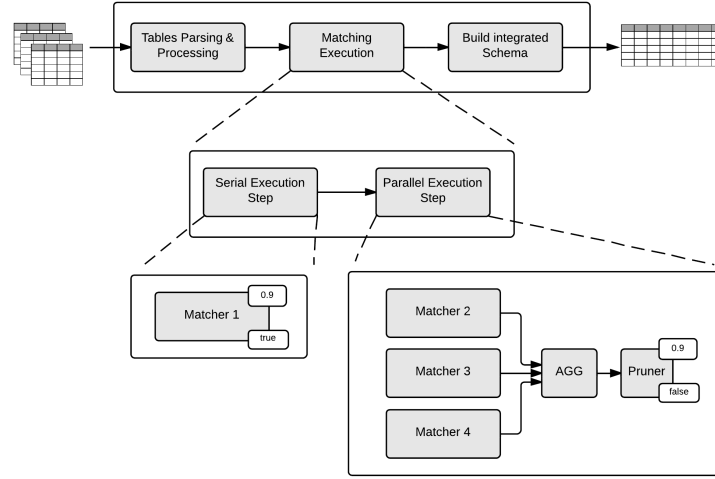 Tables Parsing &
Processing
Matching
Execution
Build integrated
Schema
Serial Execution
Step
Parallel Execution
Step
Matcher 1
0.9
true
Matcher 2
Matcher 3
Matcher 4
AGG
Pruner
0.9
false